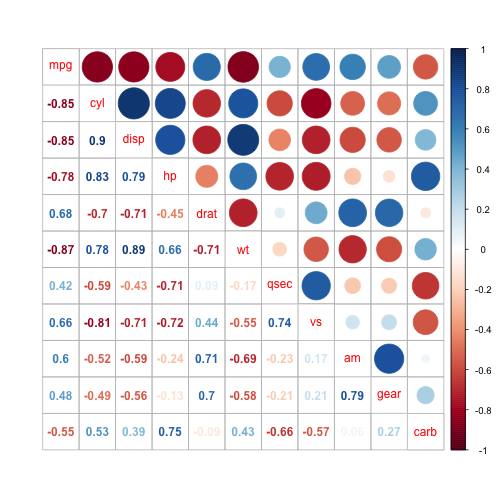 mpg
-0.85 cyl
-0.85 0.9 disp
-0.78 0.83 0.79 hp
0.68 -0.7 -0.71 -0.45 drat
-0.87 0.78 0.89 0.66 -0.71 wt
0.42 -0.59 -0.43 -0.71 0.09 -0.17 qsec
0.66 -0.81 -0.71 -0.72 0.44 -0.55 0.74 vs
0.6 -0.52 -0.59 -0.24 0.71 -0.69 -0.23 0.17 am
0.48 -0.49 -0.56 -0.13 0.7 -0.58 -0.21 0.21 0.79 gear
-0.55 0.53 0.39 0.75 -0.09 0.43 -0.66 -0.57 0.06 0.27 carb
1
0.8
0.6
0.4
0.2
0
-0.2
-0.4
-0.6
-0.8
-1